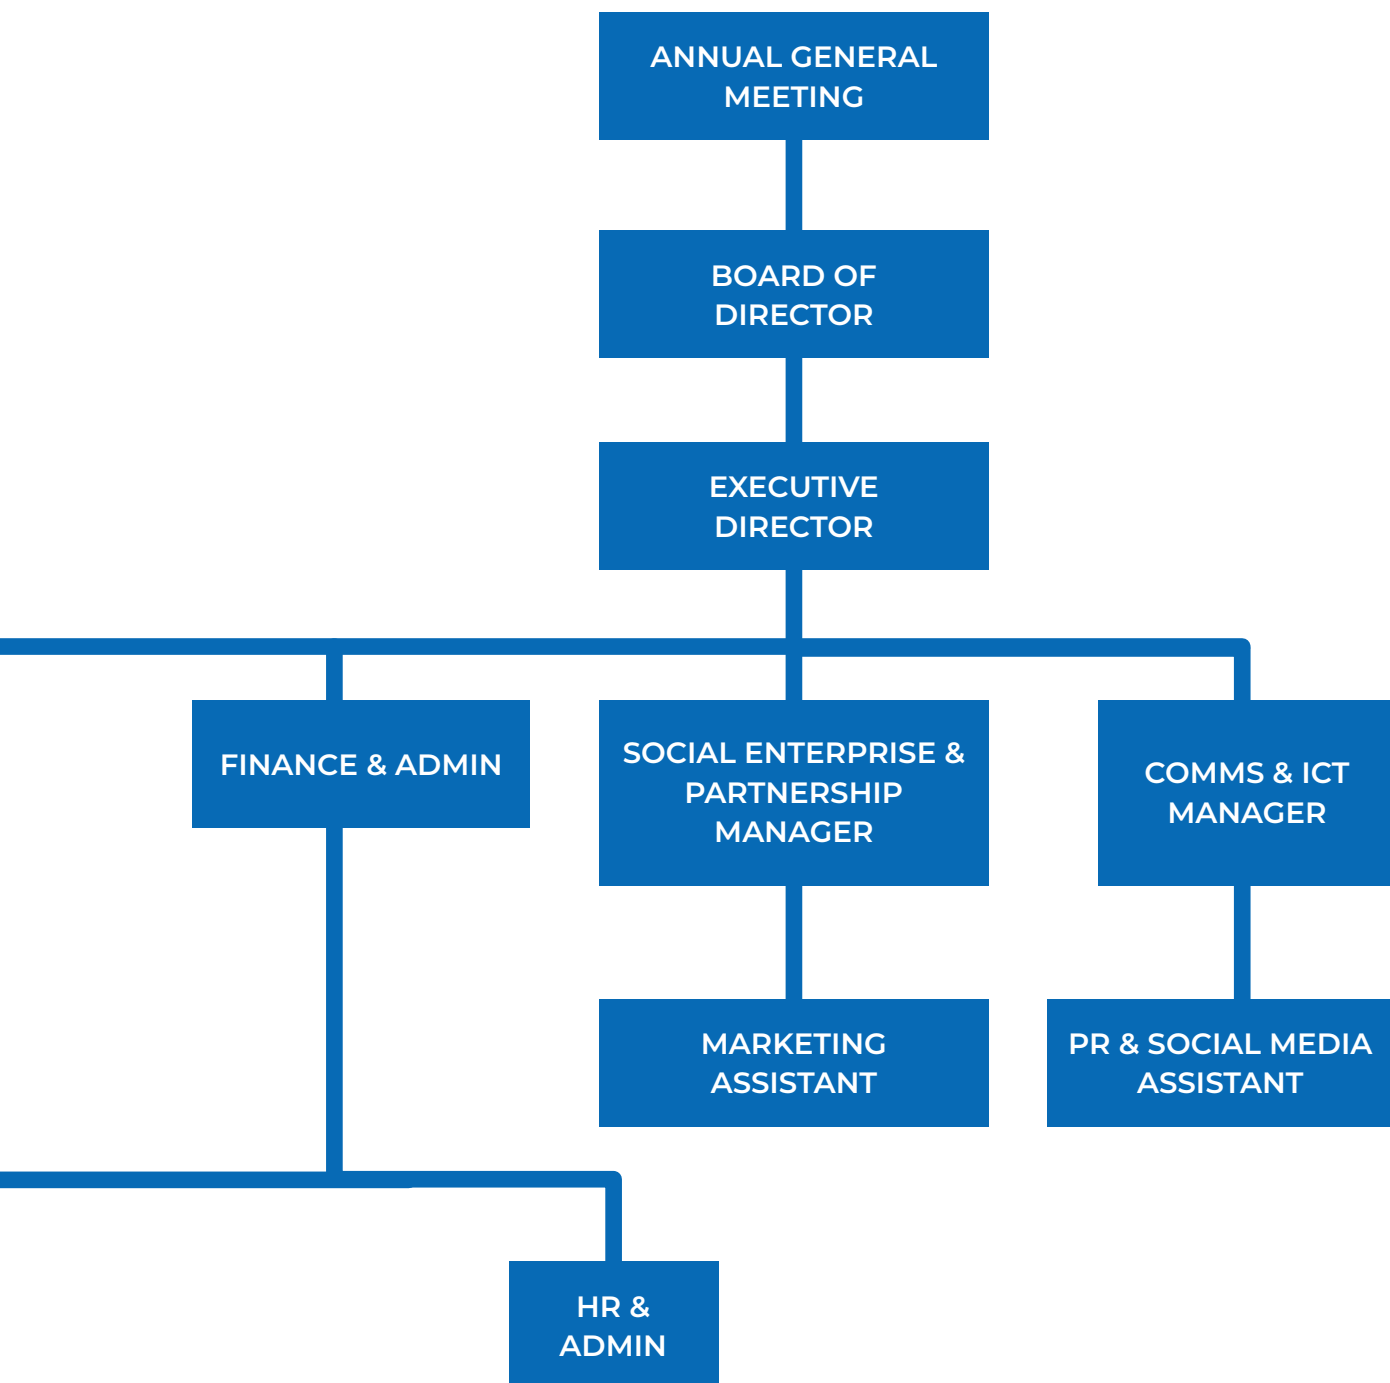 ANNUAL GENERAL
MEETING
BOARD OF
DIRECTOR
EXECUTIVE
DIRECTOR
FINANCE & ADMIN
SOCIAL ENTERPRISE &
PARTNERSHIP
MANAGER
COMMS & ICT
MANAGER
MARKETING
ASSISTANT
PR & SOCIAL MEDIA
ASSISTANT
HR &
ADMIN